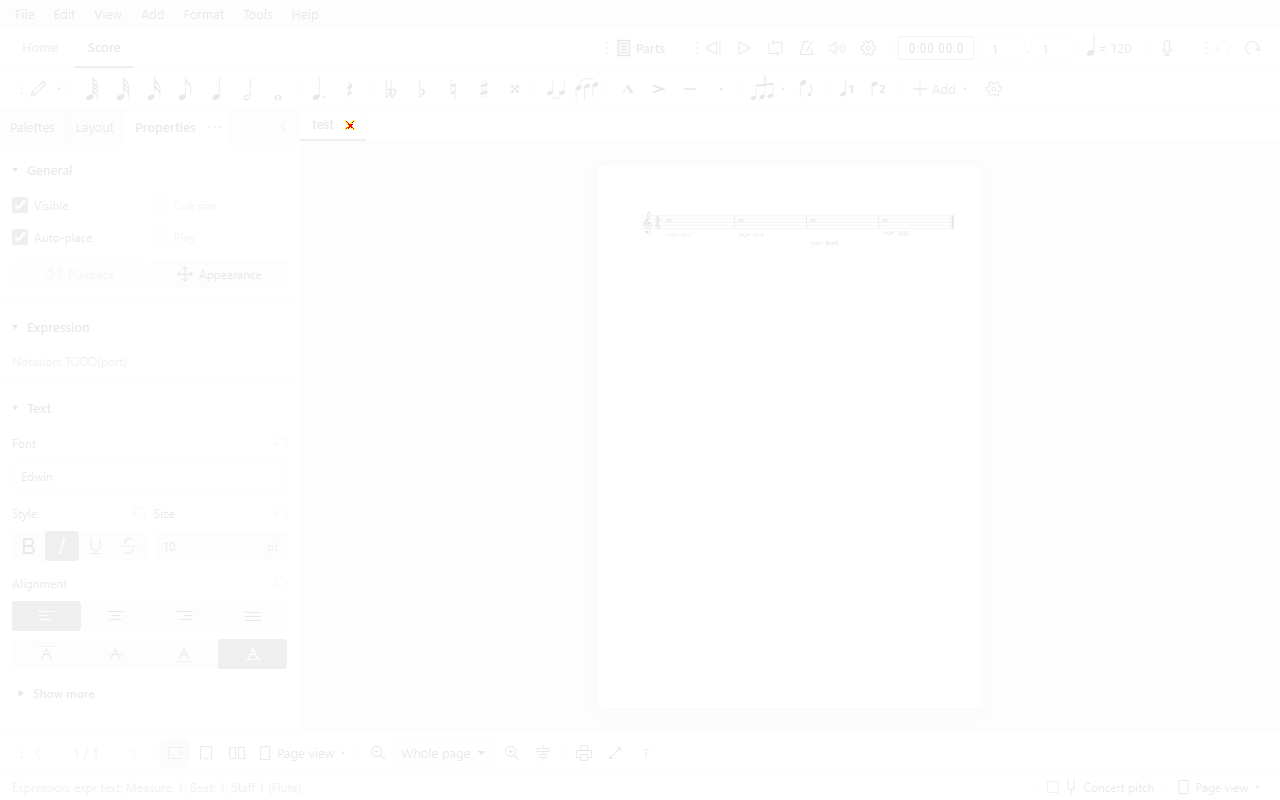 File Edit View Add Format Tools Help
Home Score Parts 0:00:00.0 1 . 1 = 120
Add
Palettes Layout Properties test
General
Visible Cue size
Auto-place Play
Playback Appearance
Expression
Notation: TODO(port)
Text
Font
Edwin
Style Size
B I U S 10 pt
Alignment
Show more
1 / 1 Page view Whole page ?
Expression: expr text; Measure: 1; Beat: 1; Staff 1 (Flute) Concert pitch Page view